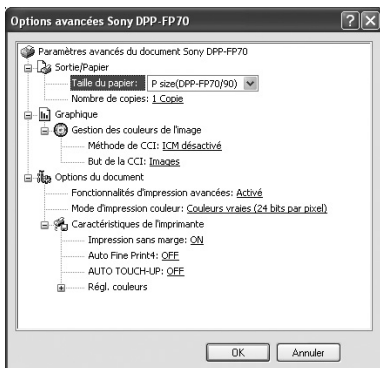 Options avancées Sony DPP-FP70
Paramètres avancés du document Sony DPP-FP70
Sortie/Papier
Taille du papier: P size(DPP-FP70/90)
Nombre de copies: 1 Copie
Graphique
Gestion des couleurs de l'image
Méthode de CCI: ICM désactivé
But de la CCI: Images
Options du document
Fonctionnalités d'impression avancées: Activé
Mode d'impression couleur: Couleurs vraies (24 bits par pixel)
Caractéristiques de l'imprimante
Impression sans marge: ON
Auto Fine Print4: OFF
AUTO TOUCH-UP: OFF
Régl. couleurs
OK Annuler